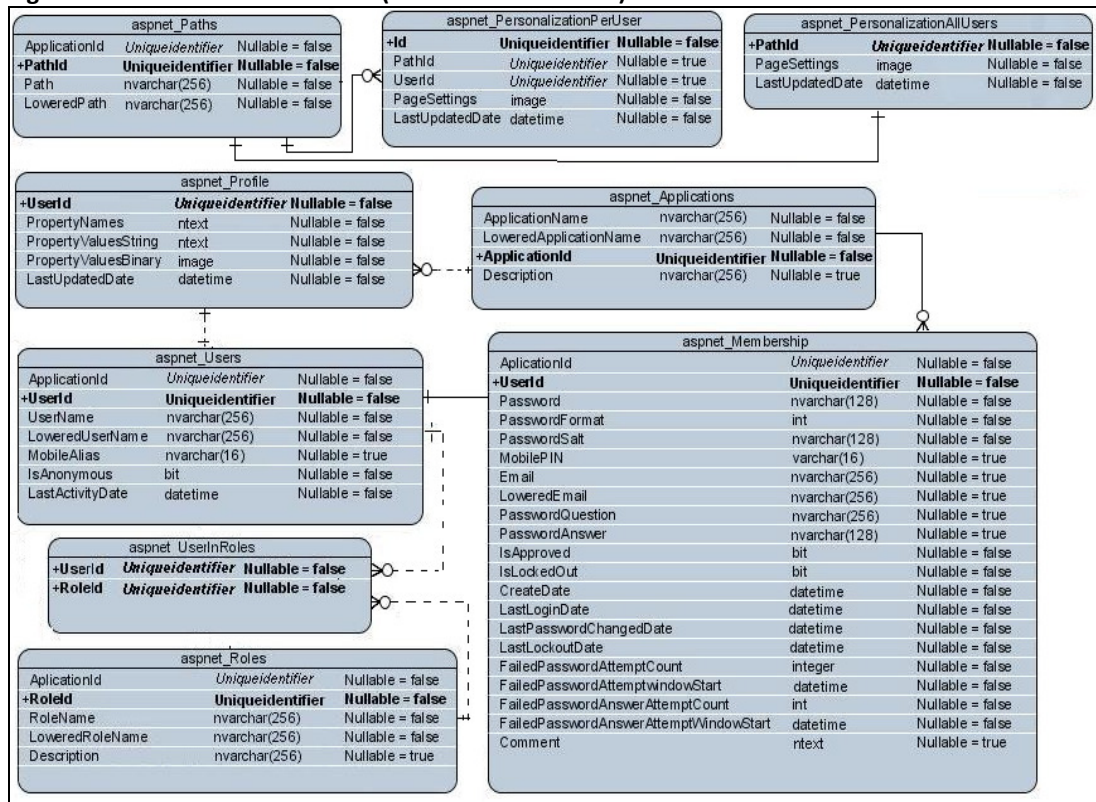 aspnet_Paths
ApplicationId Uniqueidentifier Nullable = false
+PathId Uniqueidentifier Nullable = false
Path nvarchar(256) Nullable = false
LoweredPath nvarchar(256) Nullable = false
aspnet_PersonalizationPerUser
+Id Uniqueidentifier Nullable = false
PathId Uniqueidentifier Nullable = true
UserId Uniqueidentifier Nullable = true
PageSettings image Nullable = false
LastUpdatedDate datetime Nullable = false
aspnet_PersonalizationAllUsers
+PathId Uniqueidentifier Nullable = false
PageSettings image Nullable = false
LastUpdatedDate datetime Nullable = false
aspnet_Profile
+UserId Uniqueidentifier Nullable = false
PropertyNames ntext Nullable = false
PropertyValuesString ntext Nullable = false
PropertyValuesBinary image Nullable = false
LastUpdatedDate datetime Nullable = false
aspnet_Applications
ApplicationName nvarchar(256) Nullable = false
LoweredApplicationName nvarchar(256) Nullable = false
+ApplicationId Uniqueidentifier Nullable = false
Description nvarchar(256) Nullable = true
aspnet_Users
ApplicationId Uniqueidentifier Nullable = false
+UserId Uniqueidentifier Nullable = false
UserName nvarchar(256) Nullable = false
LoweredUserName nvarchar(256) Nullable = false
MobileAlias nvarchar(16) Nullable = true
IsAnonymous bit Nullable = false
LastActivityDate datetime Nullable = false
aspnet_Membership
AplicationId Uniqueidentifier Nullable = false
+UserId Uniqueidentifier Nullable = false
Password nvarchar(128) Nullable = false
PasswordFormat int Nullable = false
PasswordSalt nvarchar(128) Nullable = false
MobilePIN varchar(16) Nullable = true
Email nvarchar(256) Nullable = true
LoweredEmail nvarchar(256) Nullable = true
PasswordQuestion nvarchar(256) Nullable = true
PasswordAnswer nvarchar(128) Nullable = true
IsApproved bit Nullable = false
IsLockedOut bit Nullable = false
CreateDate datetime Nullable = false
LastLoginDate datetime Nullable = false
LastPasswordChangedDate datetime Nullable = false
LastLockoutDate datetime Nullable = false
FailedPasswordAttemptCount integer Nullable = false
FailedPasswordAttemptwindowStart datetime Nullable = false
FailedPasswordAnswerAttemptCount int Nullable = false
FailedPasswordAnswerAttemptWindowStart datetime Nullable = false
Comment ntext Nullable = true
aspnet_UserInRoles
+UserId Uniqueidentifier Nullable = false
+RoleId Uniqueidentifier Nullable = false
aspnet_Roles
AplicationId Uniqueidentifier Nullable = false
+RoleId Uniqueidentifier Nullable = false
RoleName nvarchar(256) Nullable = false
LoweredRoleName nvarchar(256) Nullable = false
Description nvarchar(256) Nullable = true